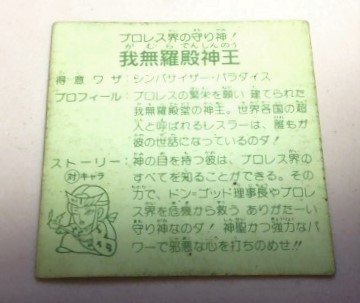 プロレス界の守り神!
我無羅殿神王
がむらでんしんのう
得意ワザ:シンパサイザー・パラダイス
プロフィール:プロレスの繁栄を願い建てられた
我無羅殿堂の神王。世界各国の超
人と呼ばれるレスラーは、誰もが
彼の世話になっているのダ!
ストーリー:神の目を持つ彼は、プロレス界の
すべてを知ることができる。その
力で、ドン=ゴッド理事長やプロレ
ス界を危機から救う ありがたーい
守り神なのダ! 神聖かつ強力なパ
ワーで邪悪な心を打ちのめせ!!
対キャラ